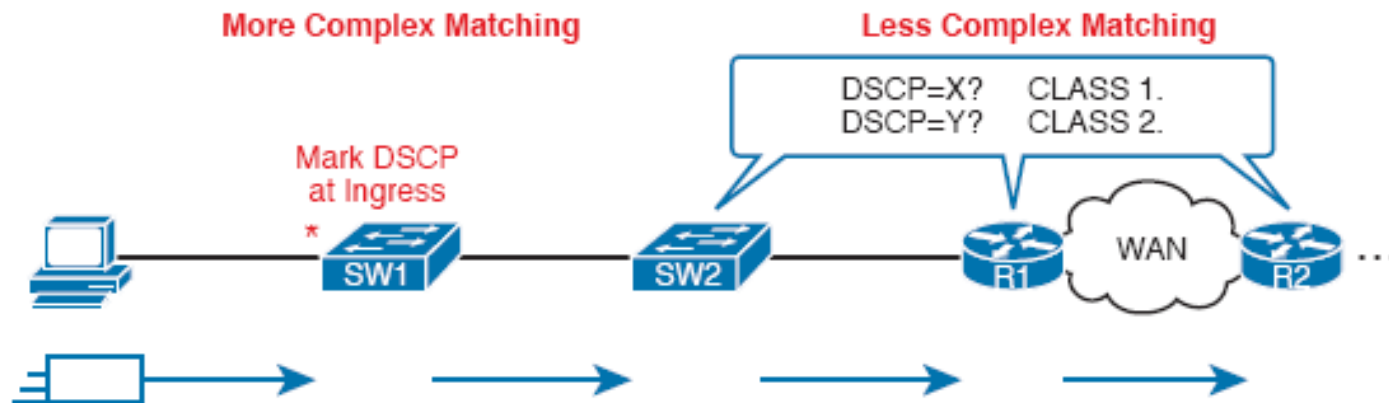 More Complex Matching
Less Complex Matching
DSCP=X? CLASS 1.
DSCP=Y? CLASS 2.
Mark DSCP
at Ingress
*
SW1
SW2
R1
WAN
R2
...